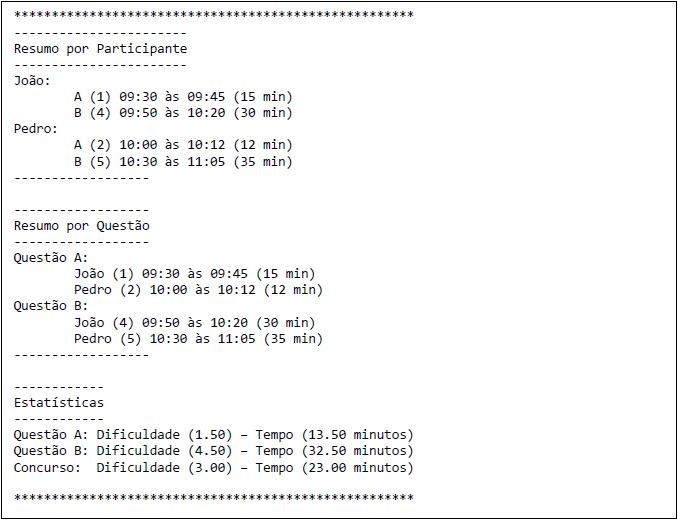 *****************************************************
-----------------------
Resumo por Participante
-----------------------
João:
        A (1) 09:30 às 09:45 (15 min)
        B (4) 09:50 às 10:20 (30 min)
Pedro:
        A (2) 10:00 às 10:12 (12 min)
        B (5) 10:30 às 11:05 (35 min)
------------------

------------------
Resumo por Questão
------------------
Questão A:
        João (1) 09:30 às 09:45 (15 min)
        Pedro (2) 10:00 às 10:12 (12 min)
Questão B:
        João (4) 09:50 às 10:20 (30 min)
        Pedro (5) 10:30 às 11:05 (35 min)
------------------

------------
Estatísticas
------------
Questão A: Dificuldade (1.50) – Tempo (13.50 minutos)
Questão B: Dificuldade (4.50) – Tempo (32.50 minutos)
Concurso:  Dificuldade (3.00) – Tempo (23.00 minutos)

*****************************************************